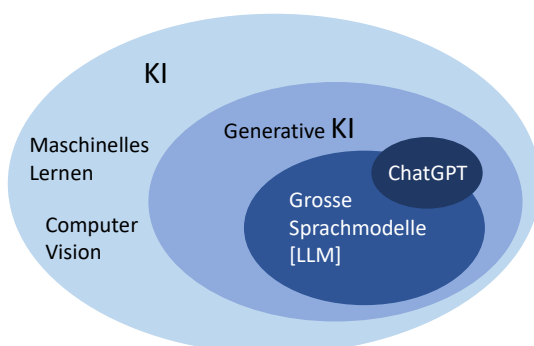 KI
Generative KI
Maschinelles
Lernen
ChatGPT
Grosse
Sprachmodelle
[LLM]
Computer
Vision